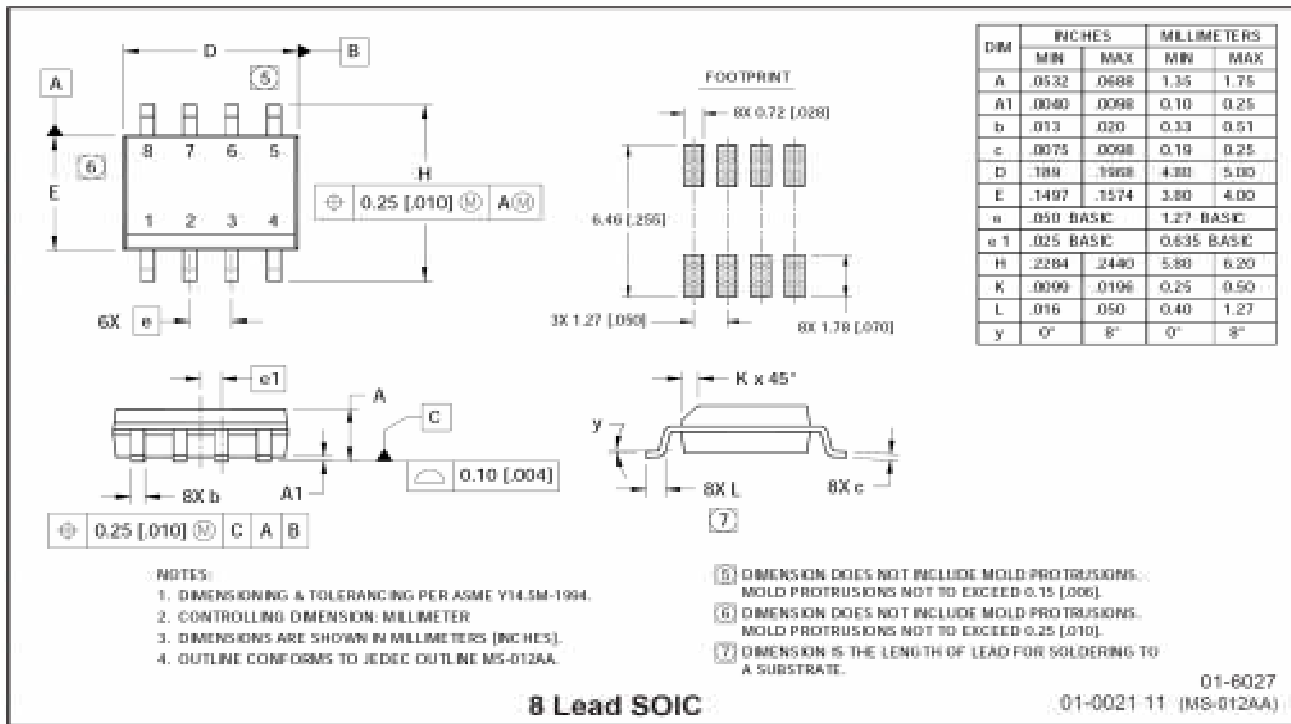 D
B
5
A
8 7 6 5
6
E
H
1 2 3 4
0.25 [.010] M A M
6X e
FOOTPRINT
8X 0.72 [.028]
6.46 [.255]
3X 1.27 [.050]
8X 1.78 [.070]
DIM INCHES MILLIMETERS
MIN MAX MIN MAX
A .0532 .0688 1.35 1.75
A1 .0040 .0098 0.10 0.25
b .013 .020 0.33 0.51
c .0075 .0098 0.19 0.25
D .189 .1968 4.80 5.00
E .1497 .1574 3.80 4.00
e .050 BASIC 1.27 BASIC
e 1 .025 BASIC 0.635 BASIC
H .2284 .2440 5.80 6.20
K .0099 .0196 0.25 0.50
L .016 .050 0.40 1.27
y 0° 8° 0° 8°
e1
A
C
0.10 [.004]
8X b
A1
0.25 [.010] M C A B
K x 45°
y
8X L
7
8X c
NOTES:
1. DIMENSIONING & TOLERANCING PER ASME Y14.5M-1994.
2. CONTROLLING DIMENSION: MILLIMETER
3. DIMENSIONS ARE SHOWN IN MILLIMETERS [INCHES].
4. OUTLINE CONFORMS TO JEDEC OUTLINE MS-012AA.
5 DIMENSION DOES NOT INCLUDE MOLD PROTRUSIONS.
MOLD PROTRUSIONS NOT TO EXCEED 0.15 [.006].
6 DIMENSION DOES NOT INCLUDE MOLD PROTRUSIONS.
MOLD PROTRUSIONS NOT TO EXCEED 0.25 [.010].
7 DIMENSION IS THE LENGTH OF LEAD FOR SOLDERING TO
A SUBSTRATE.
8 Lead SOIC
01-6027
01-0021 11 (MS-012AA)